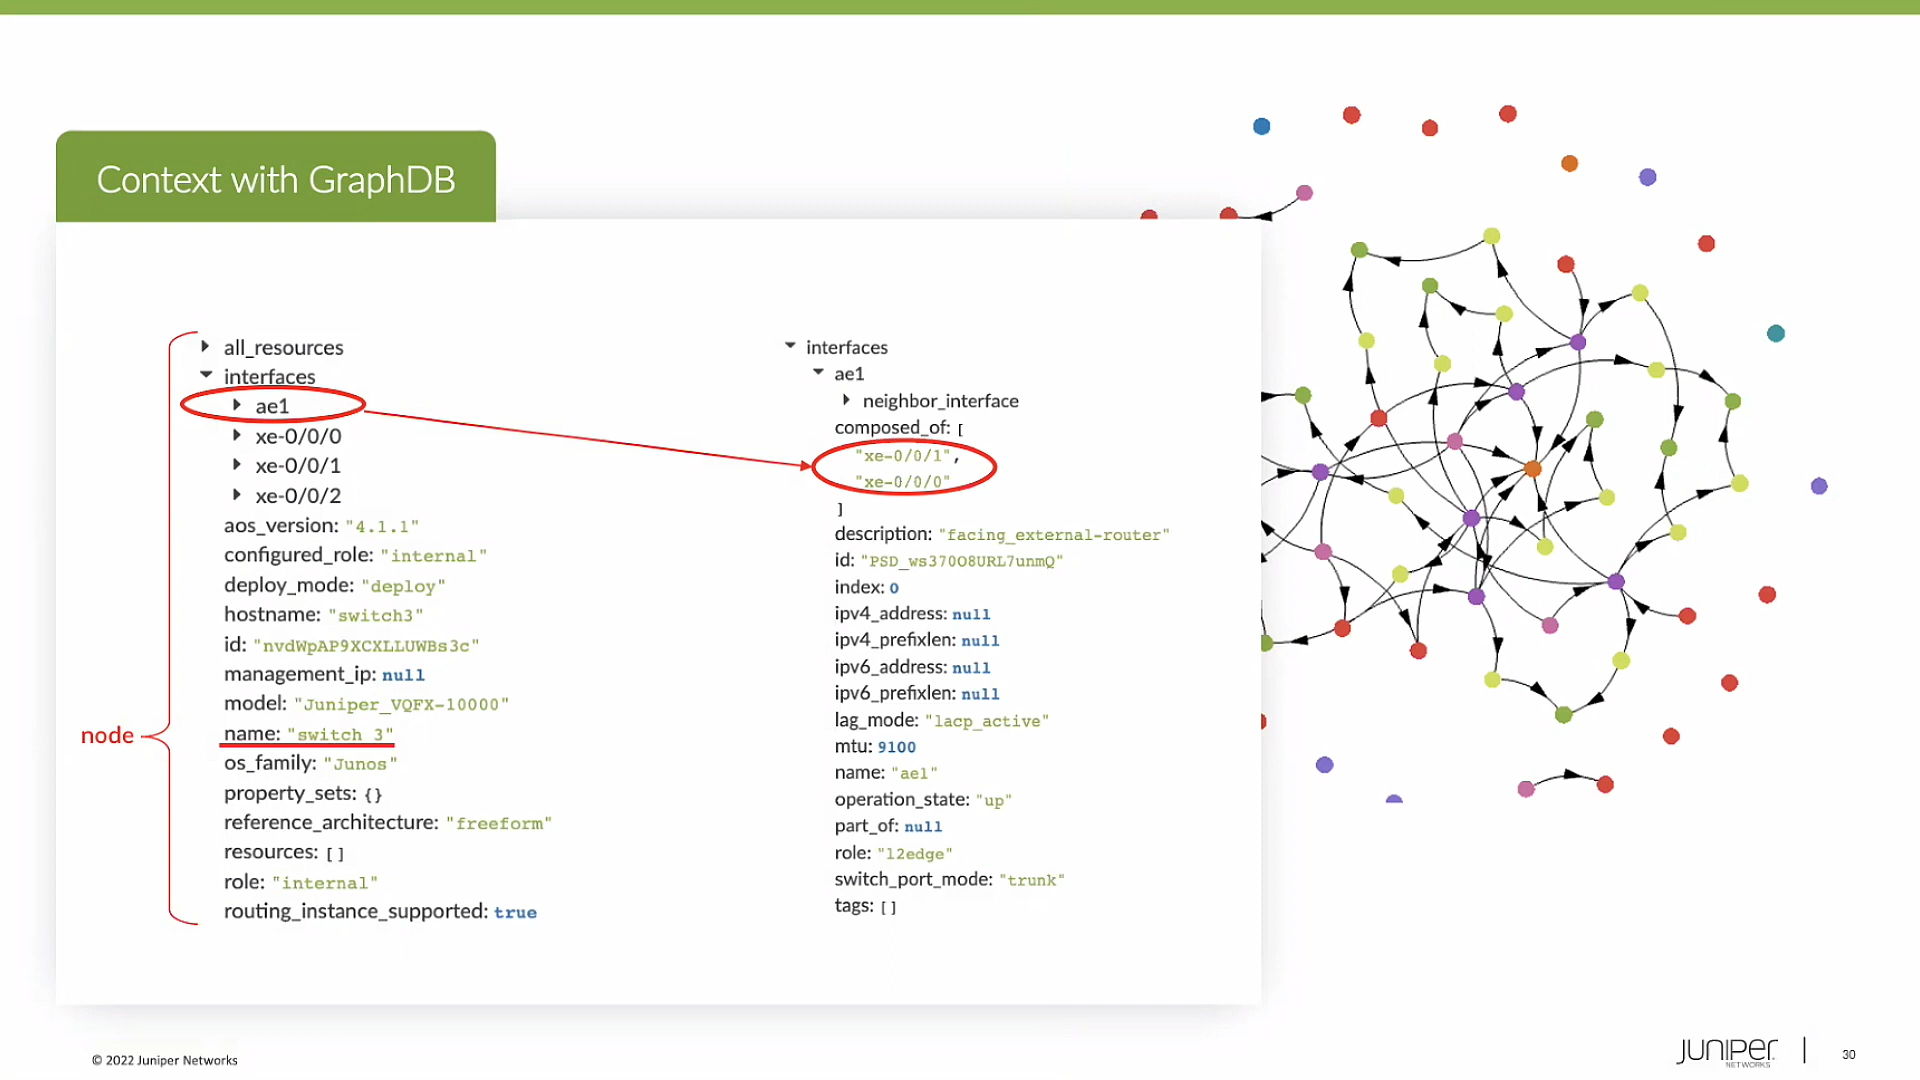 Context with GraphDB
node
all_resources
interfaces
ae1
xe-0/0/0
xe-0/0/1
xe-0/0/2
aos_version: "4.1.1"
configured_role: "internal"
deploy_mode: "deploy"
hostname: "switch3"
id: "nvdWpAP9XCXLLUWBs3c"
management_ip: null
model: "Juniper_VQFX-10000"
name: "switch_3"
os_family: "Junos"
property_sets: {}
reference_architecture: "freeform"
resources: []
role: "internal"
routing_instance_supported: true
interfaces
ae1
neighbor_interface
composed_of: [
"xe-0/0/1",
"xe-0/0/0"
]
description: "facing_external-router"
id: "PSD_ws37OO8URL7unmQ"
index: 0
ipv4_address: null
ipv4_prefixlen: null
ipv6_address: null
ipv6_prefixlen: null
lag_mode: "lacp_active"
mtu: 9100
name: "ae1"
operation_state: "up"
part_of: null
role: "l2edge"
switch_port_mode: "trunk"
tags: []
© 2022 Juniper Networks
JUNIPER
NETWORKS
30